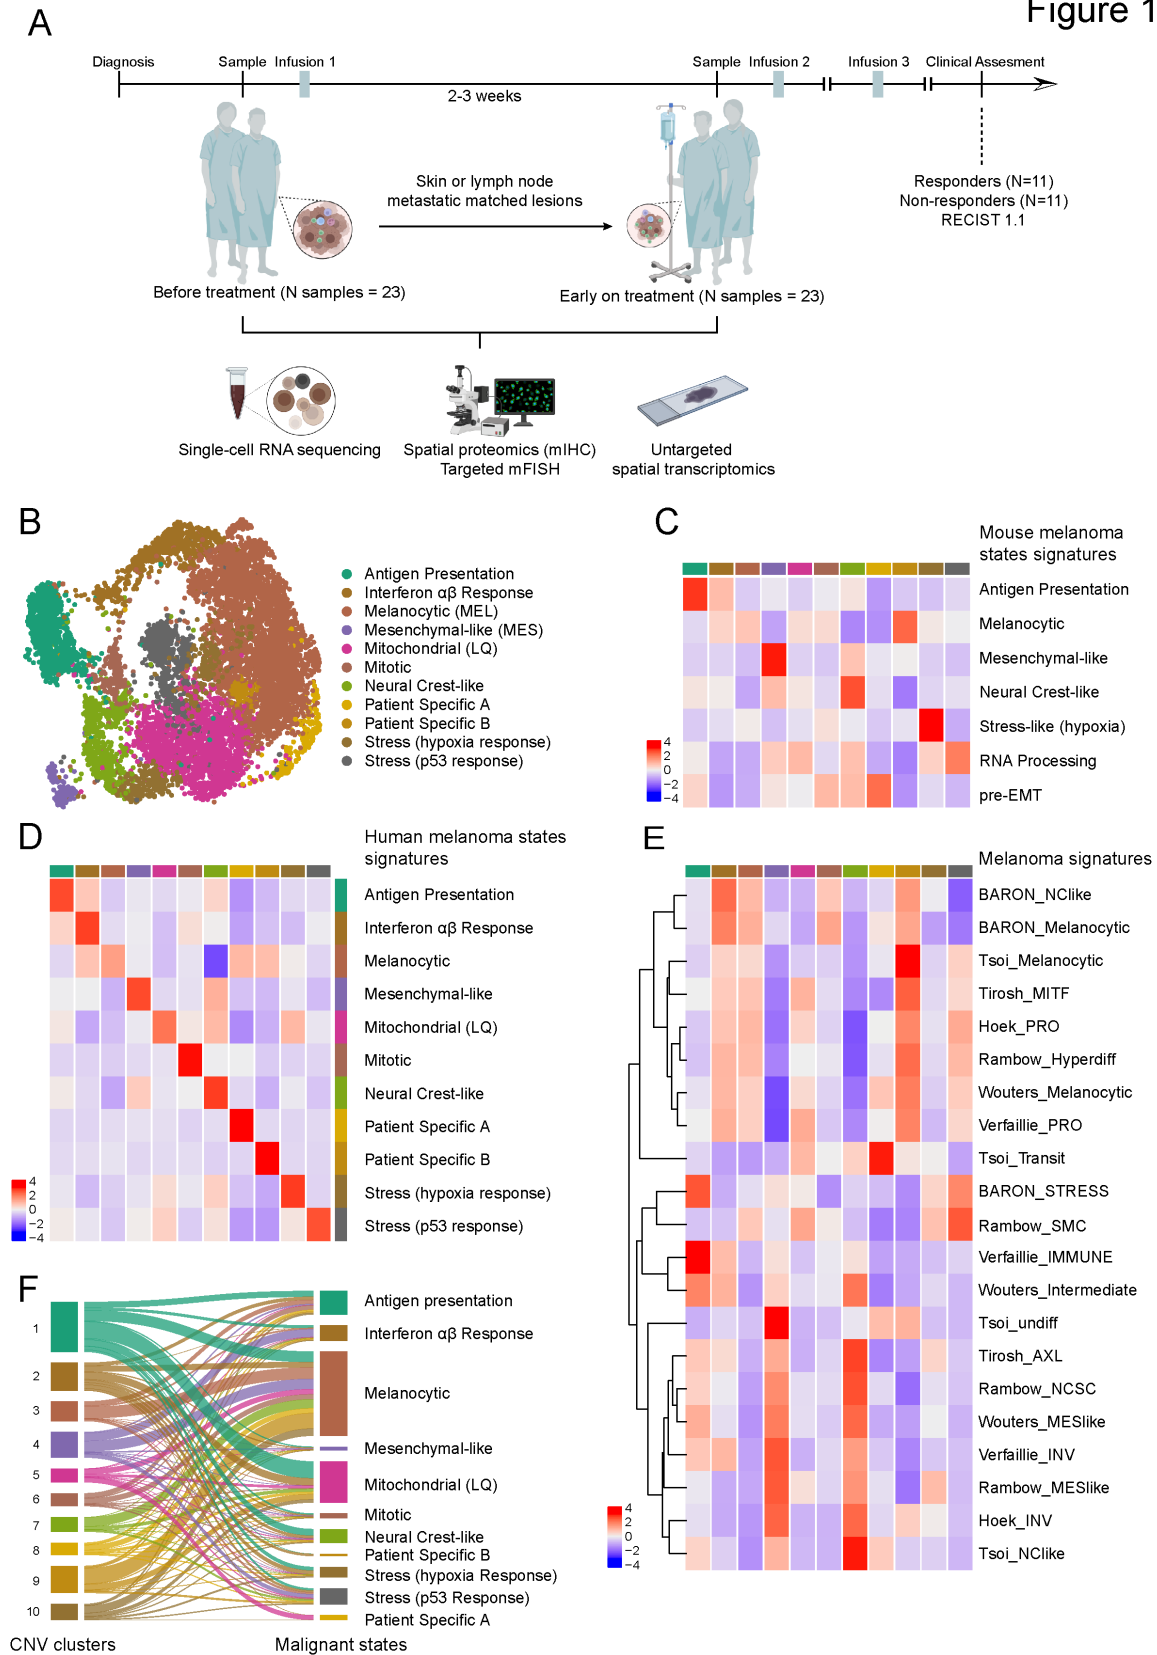 Figure 1
A
Diagnosis
Sample
Infusion 1
Sample
Infusion 2
Infusion 3
Clinical Assesment
2-3 weeks
Skin or lymph node
metastatic matched lesions
Responders (N=11)
Non-responders (N=11)
RECIST 1.1
Before treatment (N samples = 23)
Early on treatment (N samples = 23)
Single-cell RNA sequencing
Spatial proteomics (mIHC)
Targeted mFISH
Untargeted
spatial transcriptomics
B
Antigen Presentation
Interferon αβ Response
Melanocytic (MEL)
Mesenchymal-like (MES)
Mitochondrial (LQ)
Mitotic
Neural Crest-like
Patient Specific A
Patient Specific B
Stress (hypoxia response)
Stress (p53 response)
C
Mouse melanoma
states signatures
Antigen Presentation
Melanocytic
Mesenchymal-like
Neural Crest-like
Stress-like (hypoxia)
RNA Processing
pre-EMT
4
2
0
−2
−4
D
Human melanoma states
signatures
Antigen Presentation
Interferon αβ Response
Melanocytic
Mesenchymal-like
Mitochondrial (LQ)
Mitotic
Neural Crest-like
Patient Specific A
Patient Specific B
Stress (hypoxia response)
Stress (p53 response)
4
2
0
−2
−4
E
Melanoma signatures
BARON_NClike
BARON_Melanocytic
Tsoi_Melanocytic
Tirosh_MITF
Hoek_PRO
Rambow_Hyperdiff
Wouters_Melanocytic
Verfaillie_PRO
Tsoi_Transit
BARON_STRESS
Rambow_SMC
Verfaillie_IMMUNE
Wouters_Intermediate
Tsoi_undiff
Tirosh_AXL
Rambow_NCSC
Wouters_MESlike
Verfaillie_INV
Rambow_MESlike
Hoek_INV
Tsoi_NClike
4
2
0
−2
−4
F
1
2
3
4
5
6
7
8
9
10
Antigen presentation
Interferon αβ Response
Melanocytic
Mesenchymal-like
Mitochondrial (LQ)
Mitotic
Neural Crest-like
Patient Specific B
Stress (hypoxia Response)
Stress (p53 Response)
Patient Specific A
CNV clusters
Malignant states